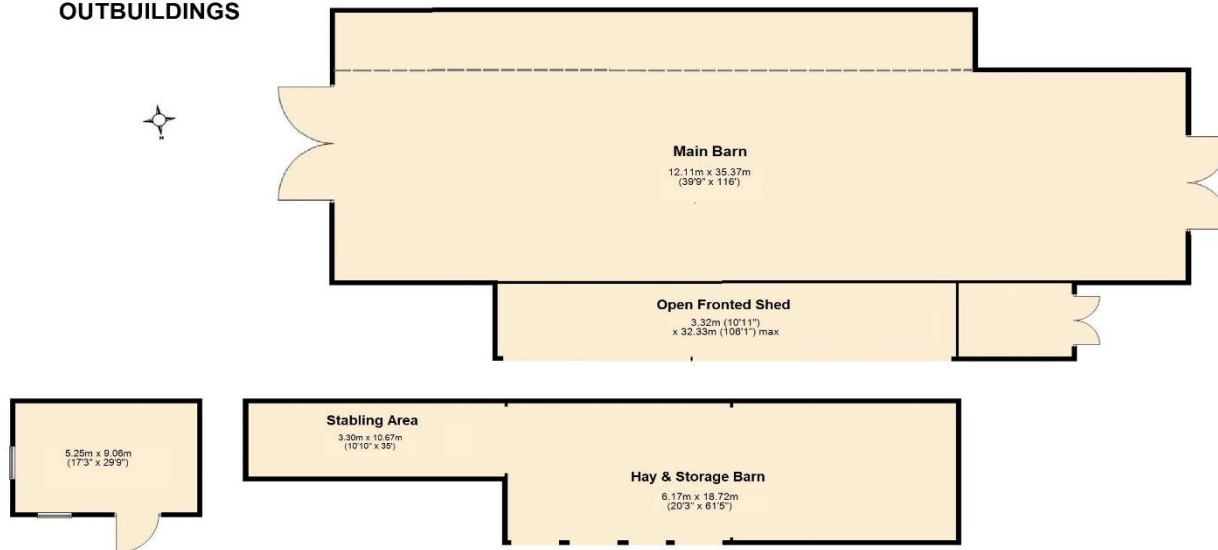 OUTBUILDINGS
N
Main Barn
12.11m x 35.37m
(39'9" x 116')
Open Fronted Shed
3.32m (10'11")
x 32.33m (106'1") max
Stabling Area
3.30m x 10.67m
(10'10" x 35')
5.25m x 9.06m
(17'3" x 29'9")
Hay & Storage Barn
6.17m x 18.72m
(20'3" x 61'5")